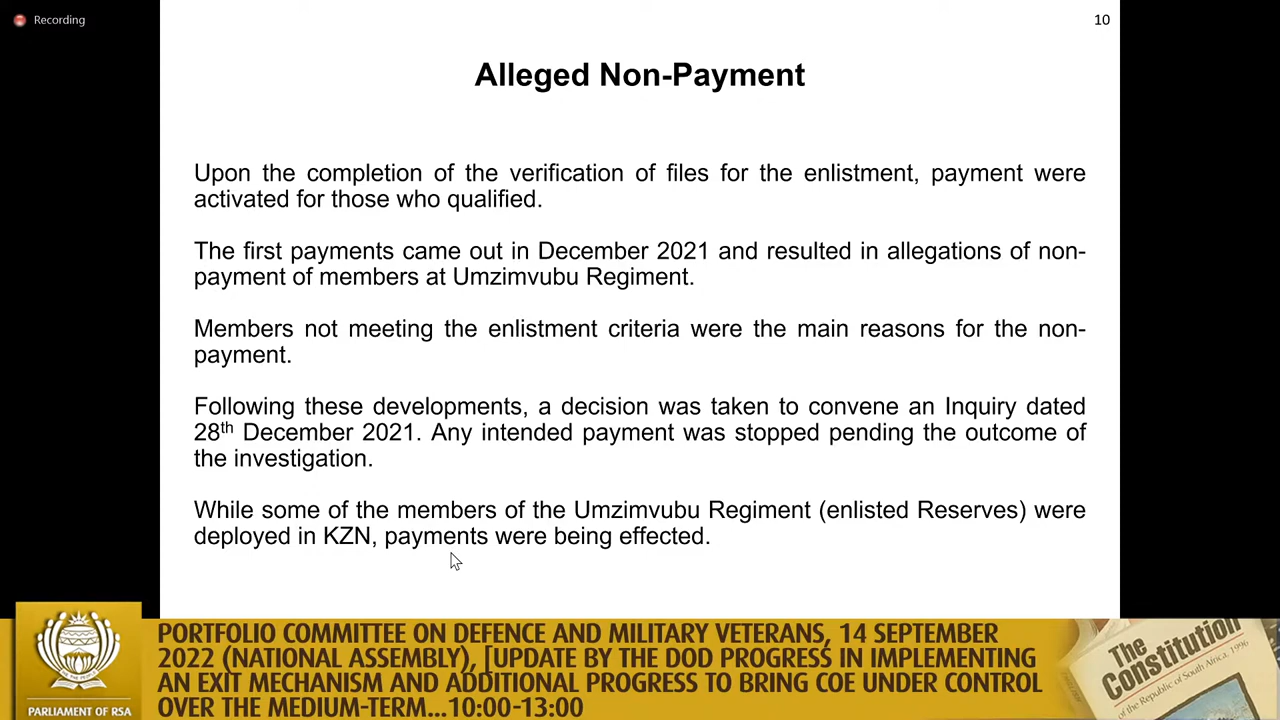 Recording
10
Alleged Non-Payment
Upon the completion of the verification of files for the enlistment, payment were
activated for those who qualified.
The first payments came out in December 2021 and resulted in allegations of non-
payment of members at Umzimvubu Regiment.
Members not meeting the enlistment criteria were the main reasons for the non-
payment.
Following these developments, a decision was taken to convene an Inquiry dated
28th December 2021. Any intended payment was stopped pending the outcome of
the investigation.
While some of the members of the Umzimvubu Regiment (enlisted Reserves) were
deployed in KZN, payments were being effected.
PORTFOLIO COMMITTEE ON DEFENCE AND MILITARY VETERANS, 14 SEPTEMBER
2022 (NATIONAL ASSEMBLY), [UPDATE BY THE DOD PROGRESS IN IMPLEMENTING
AN EXIT MECHANISM AND ADDITIONAL PROGRESS TO BRING COE UNDER CONTROL
OVER THE MEDIUM-TERM...10:00-13:00
PARLIAMENT OF RSA
The
Constitution
of the Republic of South Africa, 1996